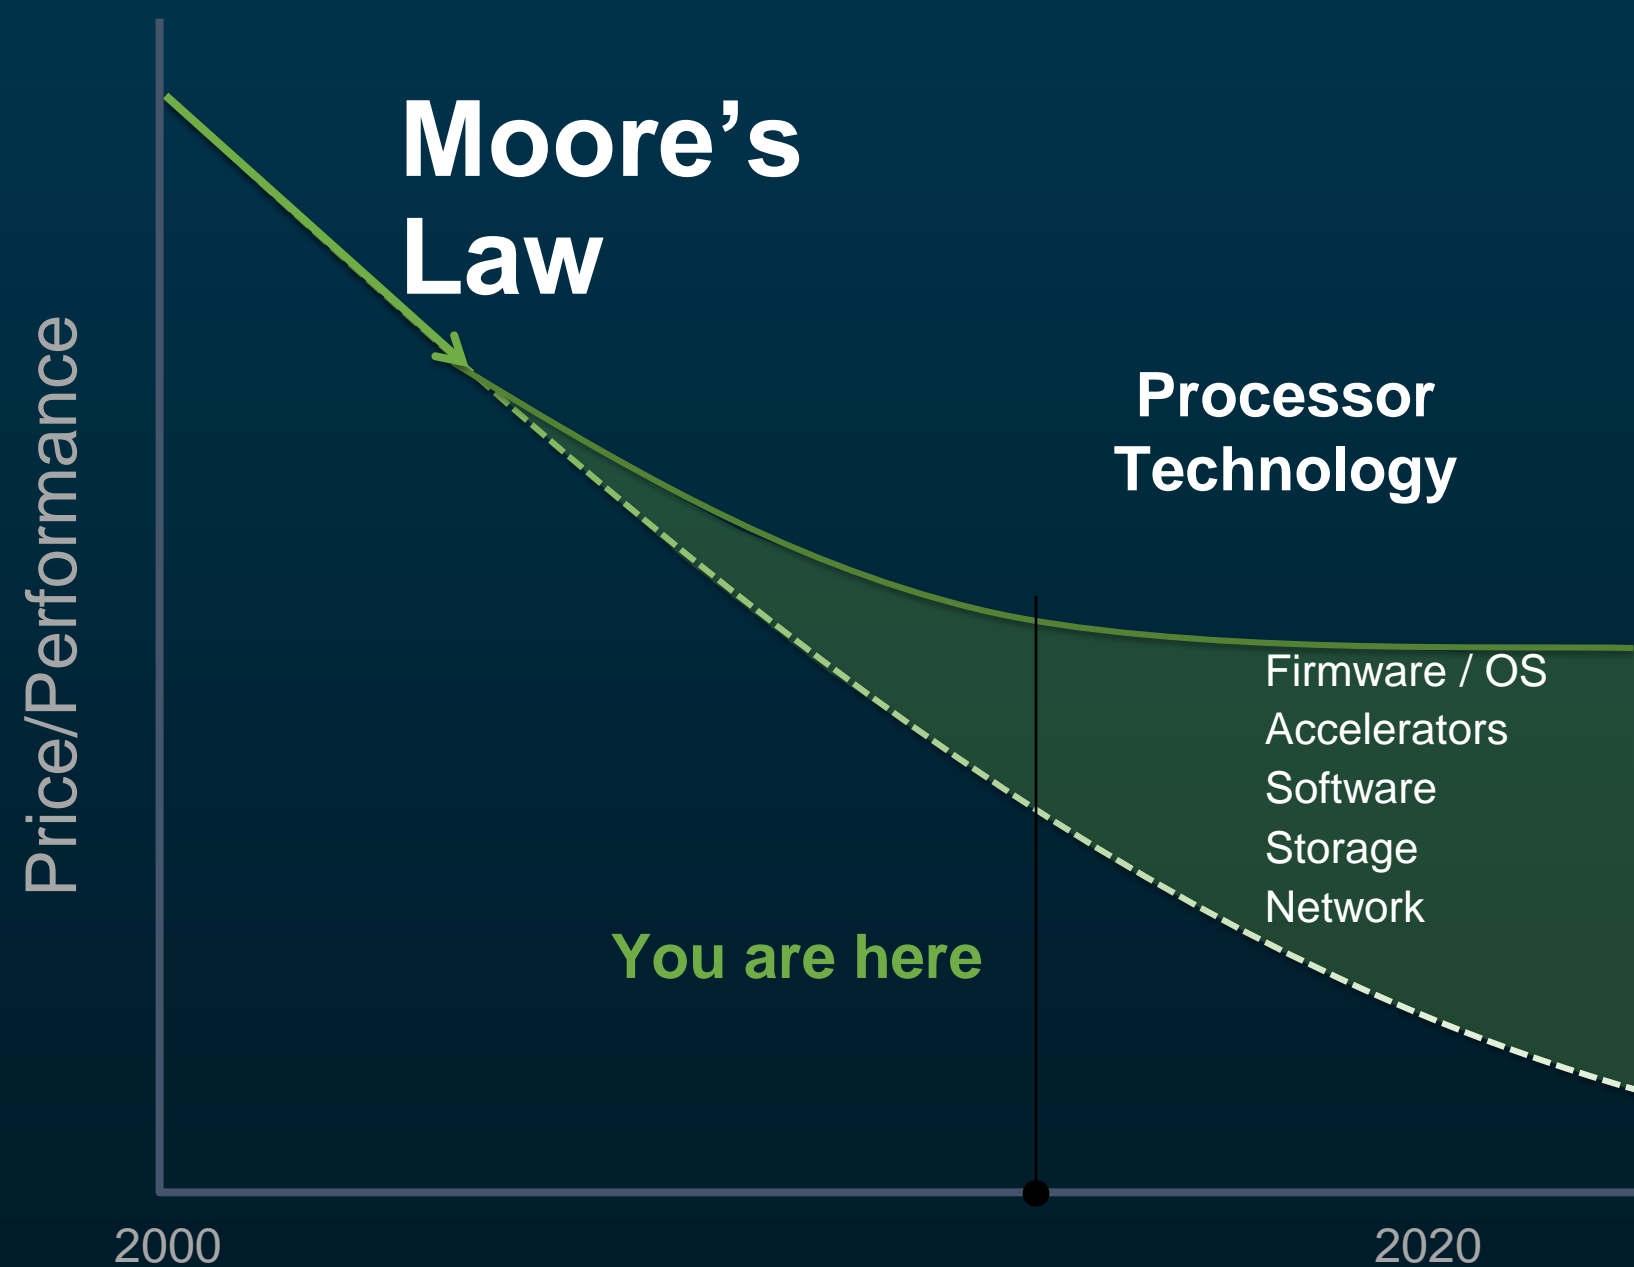 Moore’s
Law
Price/Performance
Processor
Technology
Firmware / OS
Accelerators
Software
Storage
Network
You are here
2000
2020